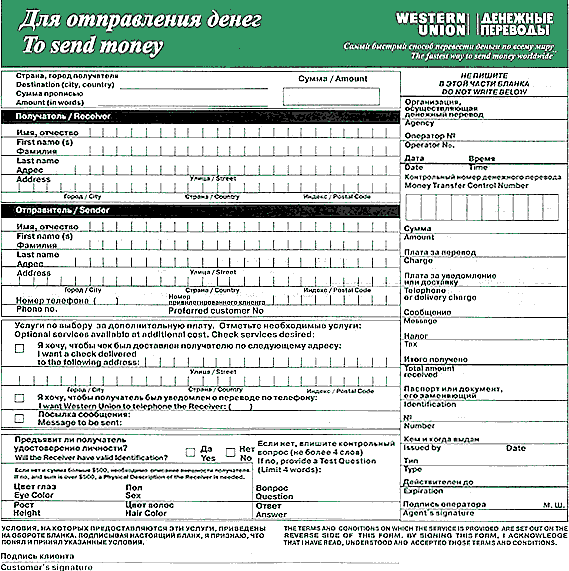 Для отправления денег
To send money
WESTERN UNION
ДЕНЕЖНЫЕ ПЕРЕВОДЫ
Самый быстрый способ перевести деньги по всему миру
The fastest way to send money worldwide
Страна, город получателя
Destination (city, country)
Сумма прописью
Amount (in words)
Сумма / Amount
Получатель / Receiver
Имя, отчество
First name (s)
Фамилия
Last name
Адрес
Address
Улица / Street
Город / City
Страна / Country
Индекс / Postal Code
Отправитель / Sender
Имя, отчество
First name (s)
Фамилия
Last name
Адрес
Address
Улица / Street
Город / City
Страна / Country
Индекс / Postal Code
Номер телефона ( )
Phone no.
Номер
привилегированного клиента
Preferred customer No
Услуги по выбору за дополнительную плату. Отметьте необходимые услуги:
Optional services available at additional cost. Check services desired:
Я хочу, чтобы чек был доставлен получателю по следующему адресу:
I want a check delivered
to the following address:
Улица / Street
Город / City
Страна / Country
Индекс / Postal Code
Я хочу, чтобы получатель был уведомлен о переводе по телефону:
I want Western Union to telephone the Receiver: ( )
Посылка сообщения:
Message to be sent:
Предъявит ли получатель
удостоверение личности?
Will the Receiver have valid Identification?
Да
Yes
Нет
No
Если нет, впишите контрольный
вопрос (не более 4 слов)
If no, provide a Test Question
(Limit 4 words):
Если нет и сумма больше $500, необходимо описание внешности получателя.
If no, and sum is over $500, a Physical Description of the Receiver is needed.
Цвет глаз
Eye Color
Пол
Sex
Рост
Height
Цвет волос
Hair Color
Вопрос
Question
Ответ
Answer
НЕ ПИШИТЕ
В ЭТОЙ ЧАСТИ БЛАНКА
DO NOT WRITE BELOW
Организация,
осуществляющая
денежный перевод
Agency
Оператор №
Operator No.
Дата
Date
Время
Time
Контрольный номер денежного перевода
Money Transfer Control Number
Сумма
Amount
Плата за перевод
Charge
Плата за уведомление
или доставку
Telephone
or delivery charge
Сообщение
Message
Налог
Tax
Итого получено
Total amount
received
Паспорт или документ,
его заменяющий
Identification
№
Number
Кем и когда выдан
Issued by
Date
Тип
Type
Действителен до
Expiration
Подпись оператора
М.Ш.
Agent's signature
УСЛОВИЯ, НА КОТОРЫХ ПРЕДОСТАВЛЯЮТСЯ ЭТИ УСЛУГИ, ПРИВЕДЕНЫ
НА ОБОРОТЕ БЛАНКА. ПОДПИСЫВАЯ НАСТОЯЩИЙ БЛАНК, Я ПРИЗНАЮ, ЧТО
ПОНЯЛ И ПРИНЯЛ УКАЗАННЫЕ УСЛОВИЯ.
THE TERMS AND CONDITIONS ON WHICH THE SERVICE IS PROVIDED ARE SET OUT ON THE
REVERSE SIDE OF THIS FORM. BY SIGNING THIS FORM, I ACKNOWLEDGE
THAT I HAVE READ, UNDERSTOOD AND ACCEPTED THOSE TERMS AND CONDITIONS.
Подпись клиента
Customer's signature